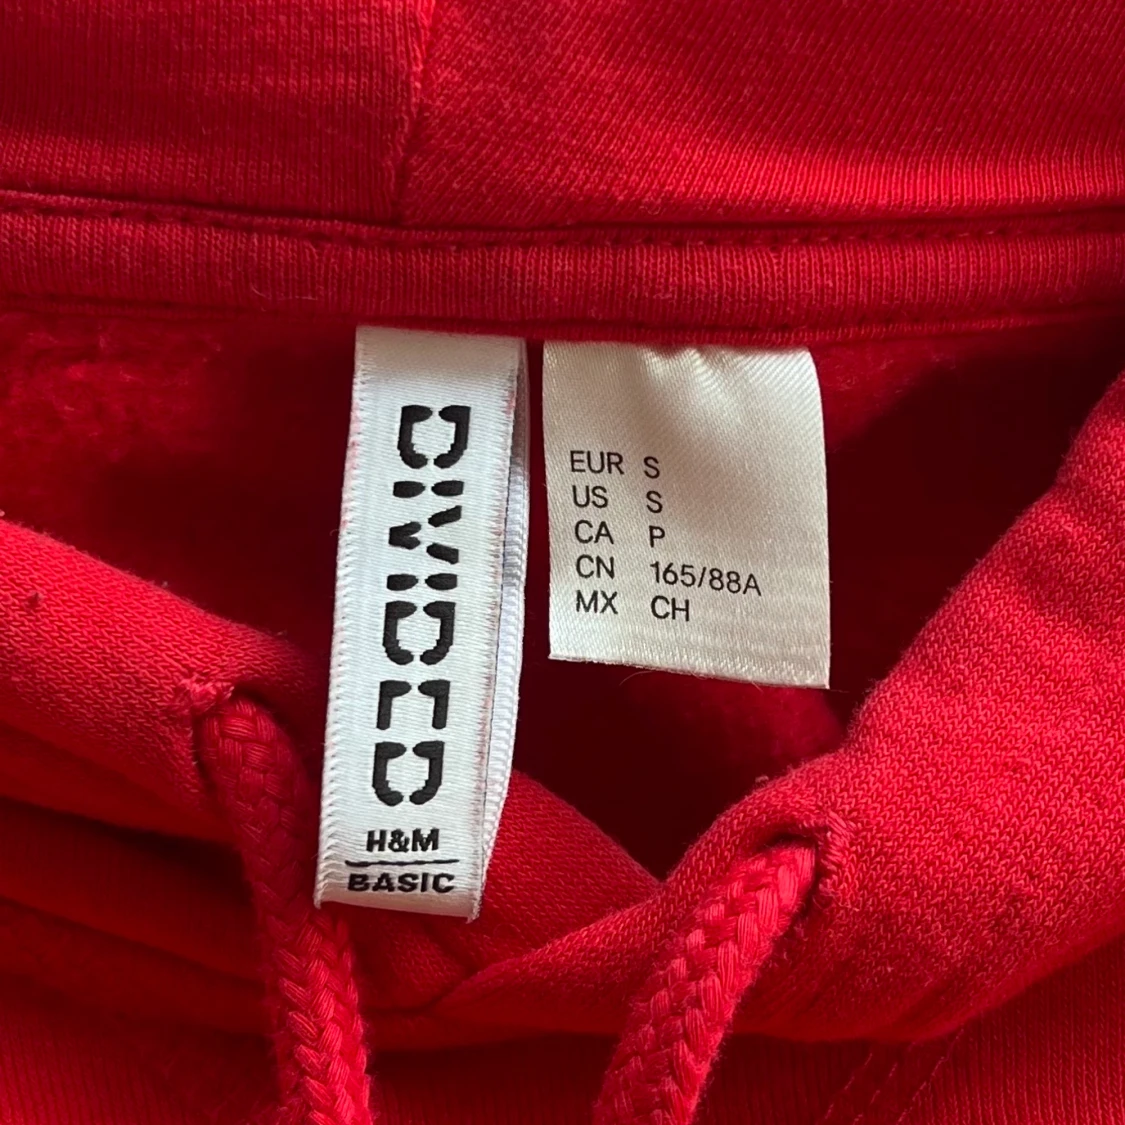 DIVIDED
H&M
BASIC
EUR S
US S
CA P
CN 165/88A
MX CH